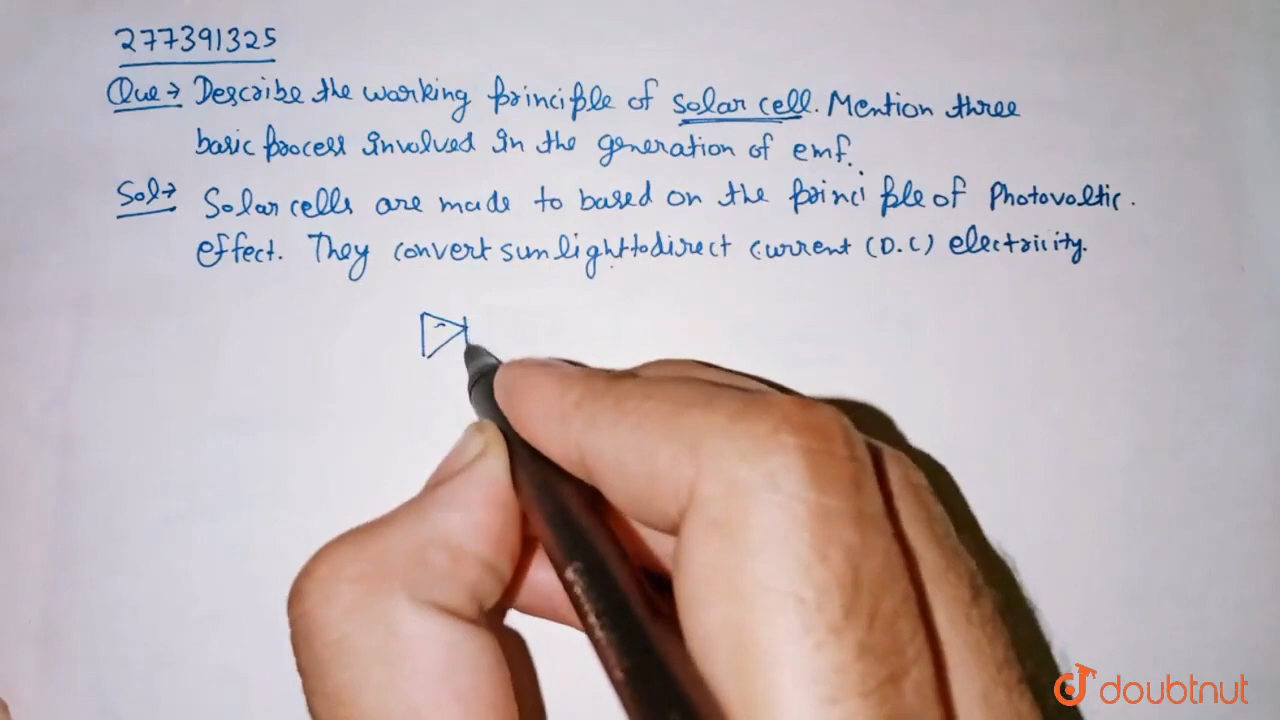 277391325
Que → Describe the working principle of solar cell. Mention three
basic process involved in the generation of emf.
Sol → Solar cells are made to based on the principle of Photovoltic.
effect. They convert sunlight to direct current (D.C) electricity.
doubtnut